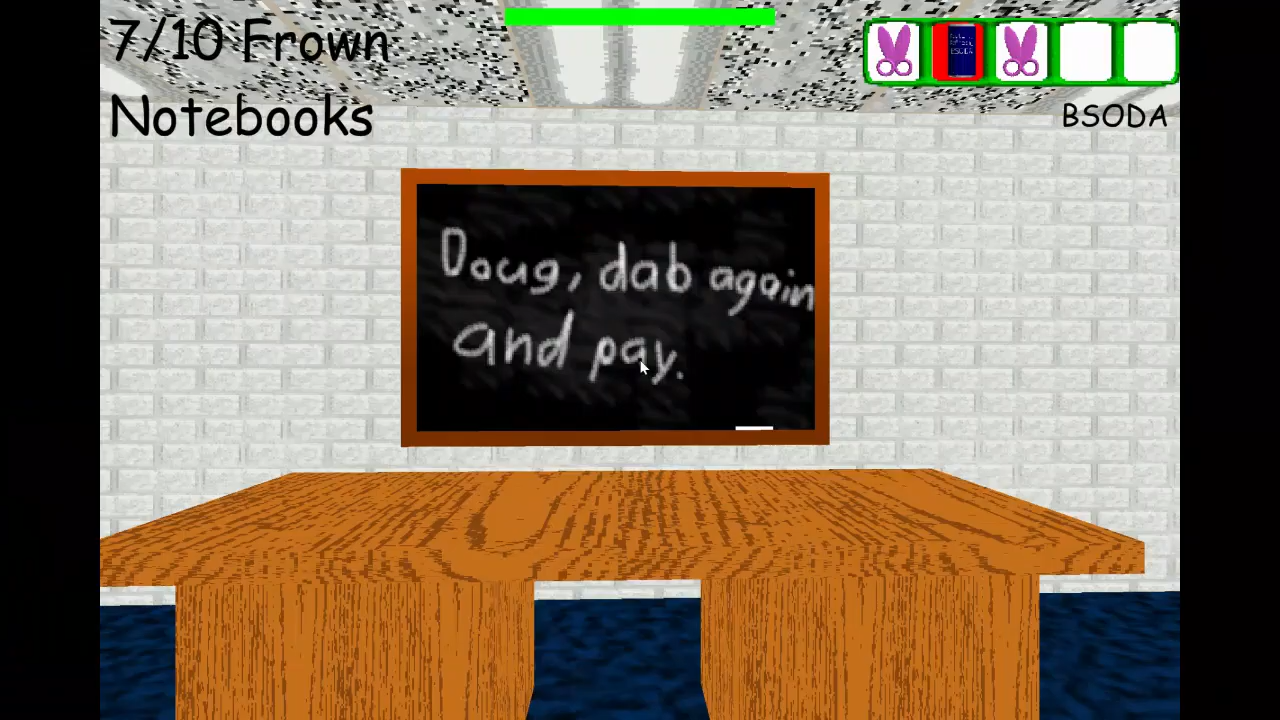 7/10 Frown
Notebooks
BSODA
Doug, dab again
and pay.